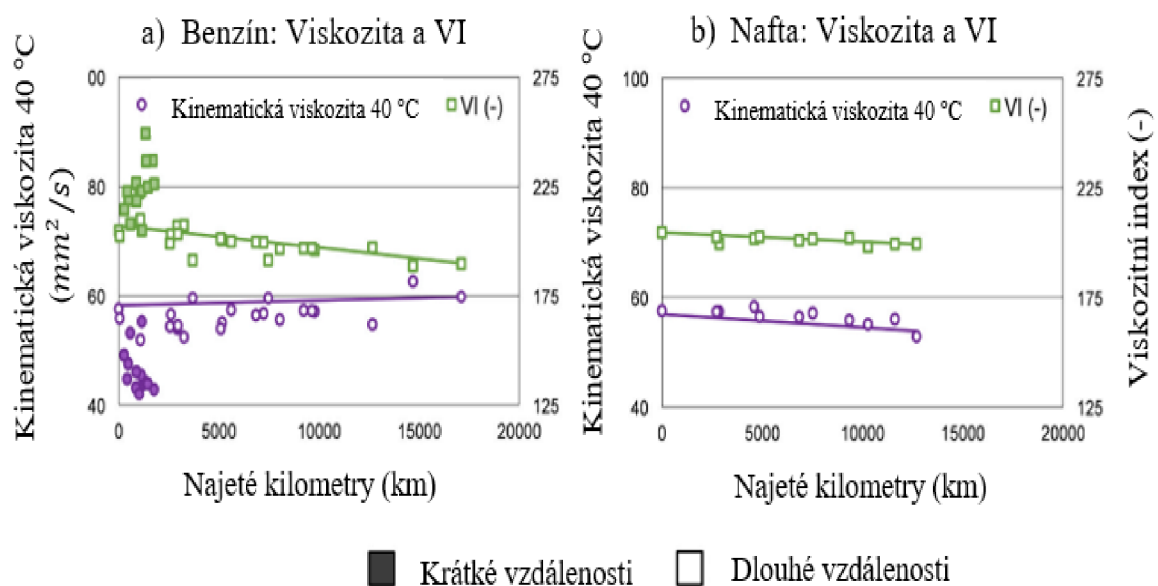 a) Benzín: Viskozita a VI
Kinematická viskozita 40 °C
(mm²/s)
00
80
60
40
275
225
175
125
Kinematická viskozita 40 °C
VI (-)
0
5000
10000
15000
20000
Najeté kilometry (km)
b) Nafta: Viskozita a VI
Kinematická viskozita 40 °C
100
80
60
40
275
225
175
125
Viskozitní index (-)
Kinematická viskozita 40 °C
VI (-)
0
5000
10000
15000
20000
Najeté kilometry (km)
Krátké vzdálenosti
Dlouhé vzdálenosti